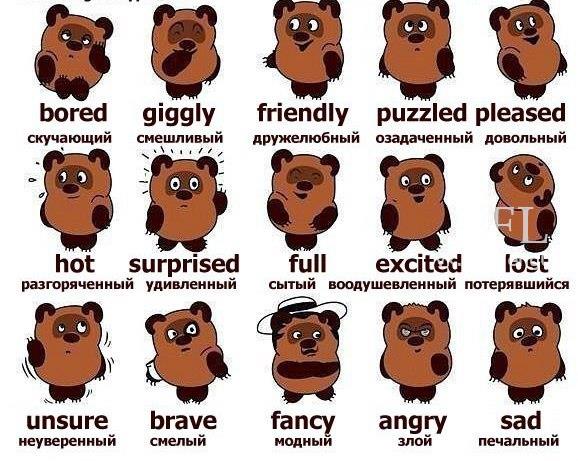 bored giggly friendly puzzled pleased
скучающий смешливый дружелюбный озадаченный довольный
hot surprised full excited lost
разгоряченный удивленный сытый воодушевленный потерявшийся
unsure brave fancy angry sad
неуверенный смелый модный злой печальный